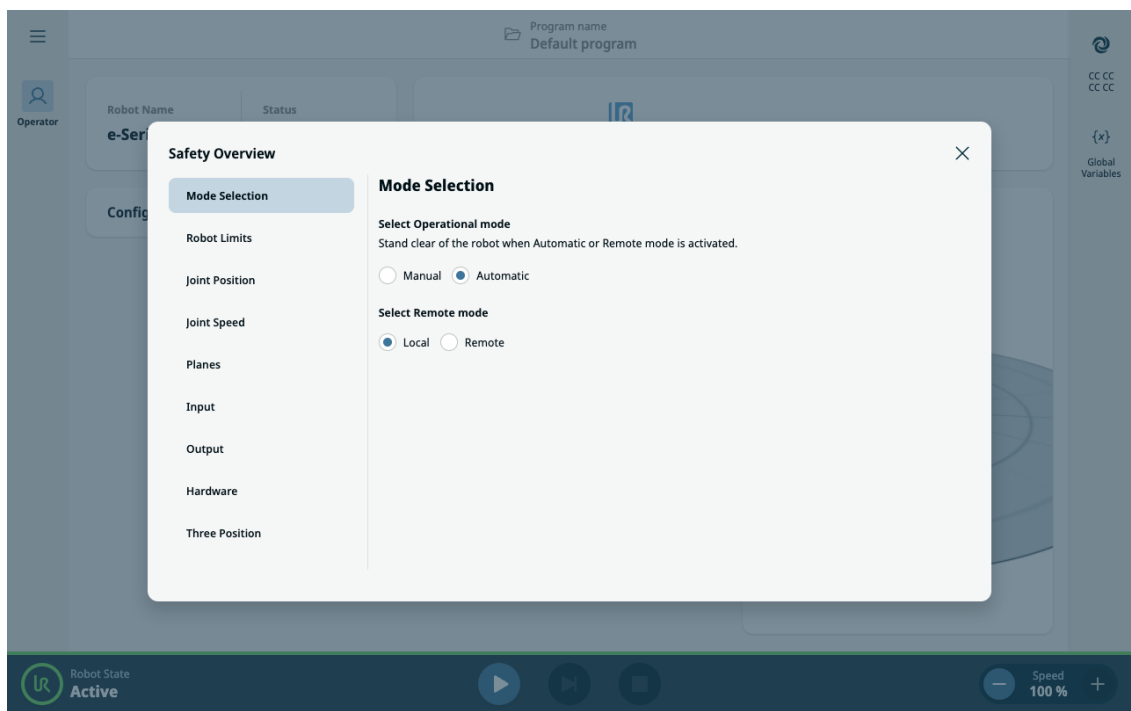 Program name
Default program
Operator
Robot Name
Status
e-Seri
Config
CC CC
CC CC
{x}
Global
Variables
Safety Overview
Mode Selection
Robot Limits
Joint Position
Joint Speed
Planes
Input
Output
Hardware
Three Position
Mode Selection
Select Operational mode
Stand clear of the robot when Automatic or Remote mode is activated.
Manual Automatic
Select Remote mode
Local Remote
Robot State
Active
Speed
100 %